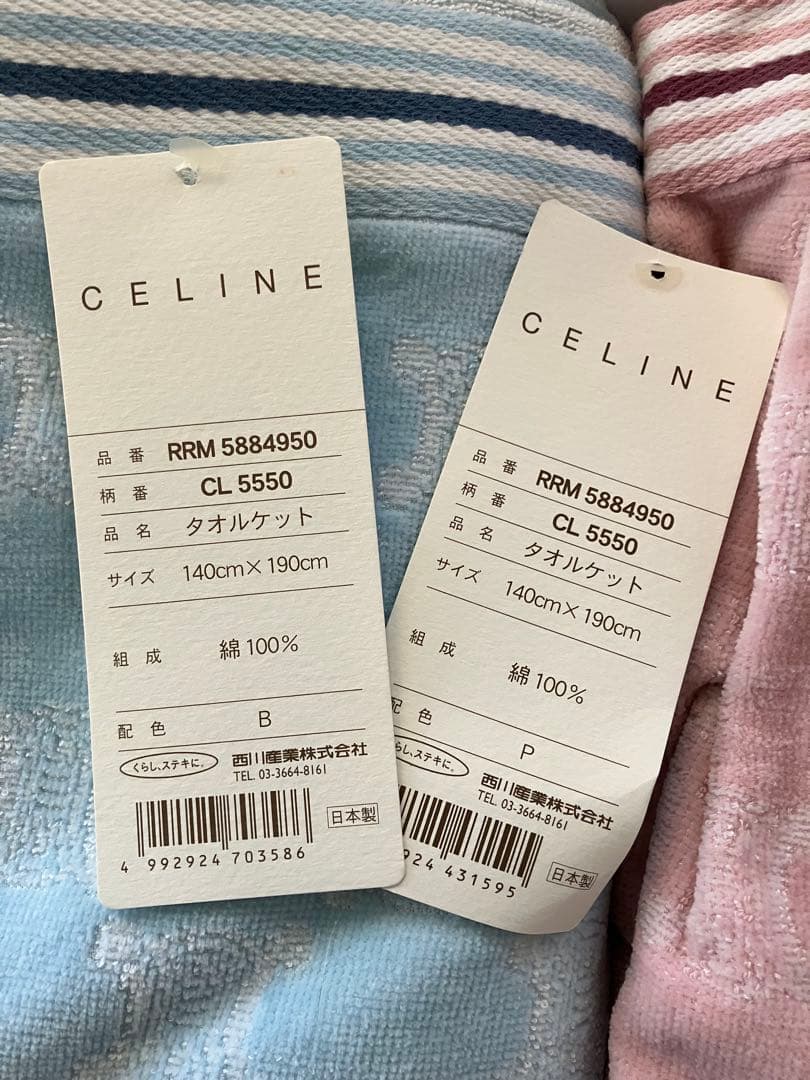 CELINE
品番 RRM 5884950
柄番 CL 5550
品名 タオルケット
サイズ 140cm×190cm
組成 綿100%
配色 B
くらし、ステキに。 西川産業株式会社
TEL. 03-3664-8161
日本製
4 992924 703586
CELINE
品番 RRM 5884950
柄番 CL 5550
品名 タオルケット
サイズ 140cm×190cm
組成 綿100%
色 P
らし、ステキに。 西川産業株式会社
TEL. 03-3664-8161
日本製
924 431595